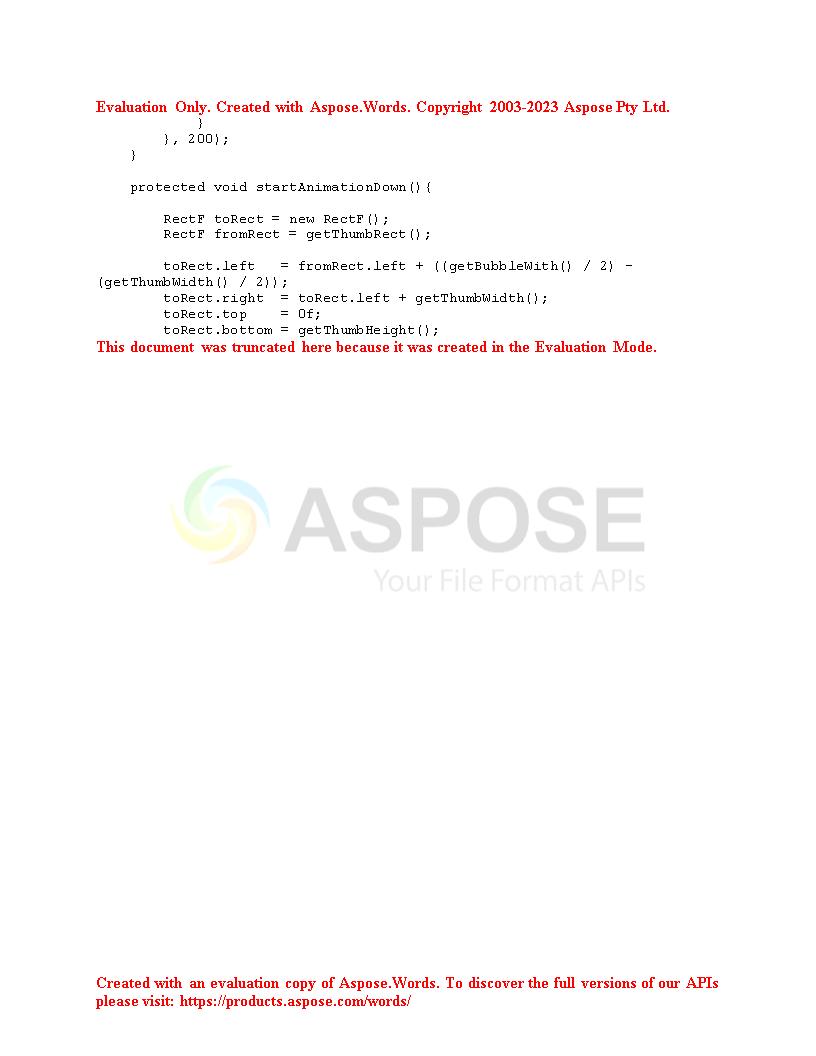 Evaluation Only. Created with Aspose.Words. Copyright 2003-2023 Aspose Pty Ltd.
            }
        }, 200);
    }

    protected void startAnimationDown(){

        RectF toRect = new RectF();
        RectF fromRect = getThumbRect();

        toRect.left   = fromRect.left + ((getBubbleWith() / 2) -
(getThumbWidth() / 2));
        toRect.right  = toRect.left + getThumbWidth();
        toRect.top    = 0f;
        toRect.bottom = getThumbHeight();
This document was truncated here because it was created in the Evaluation Mode.
ASPOSE
Your File Format APIs
Created with an evaluation copy of Aspose.Words. To discover the full versions of our APIs
please visit: https://products.aspose.com/words/